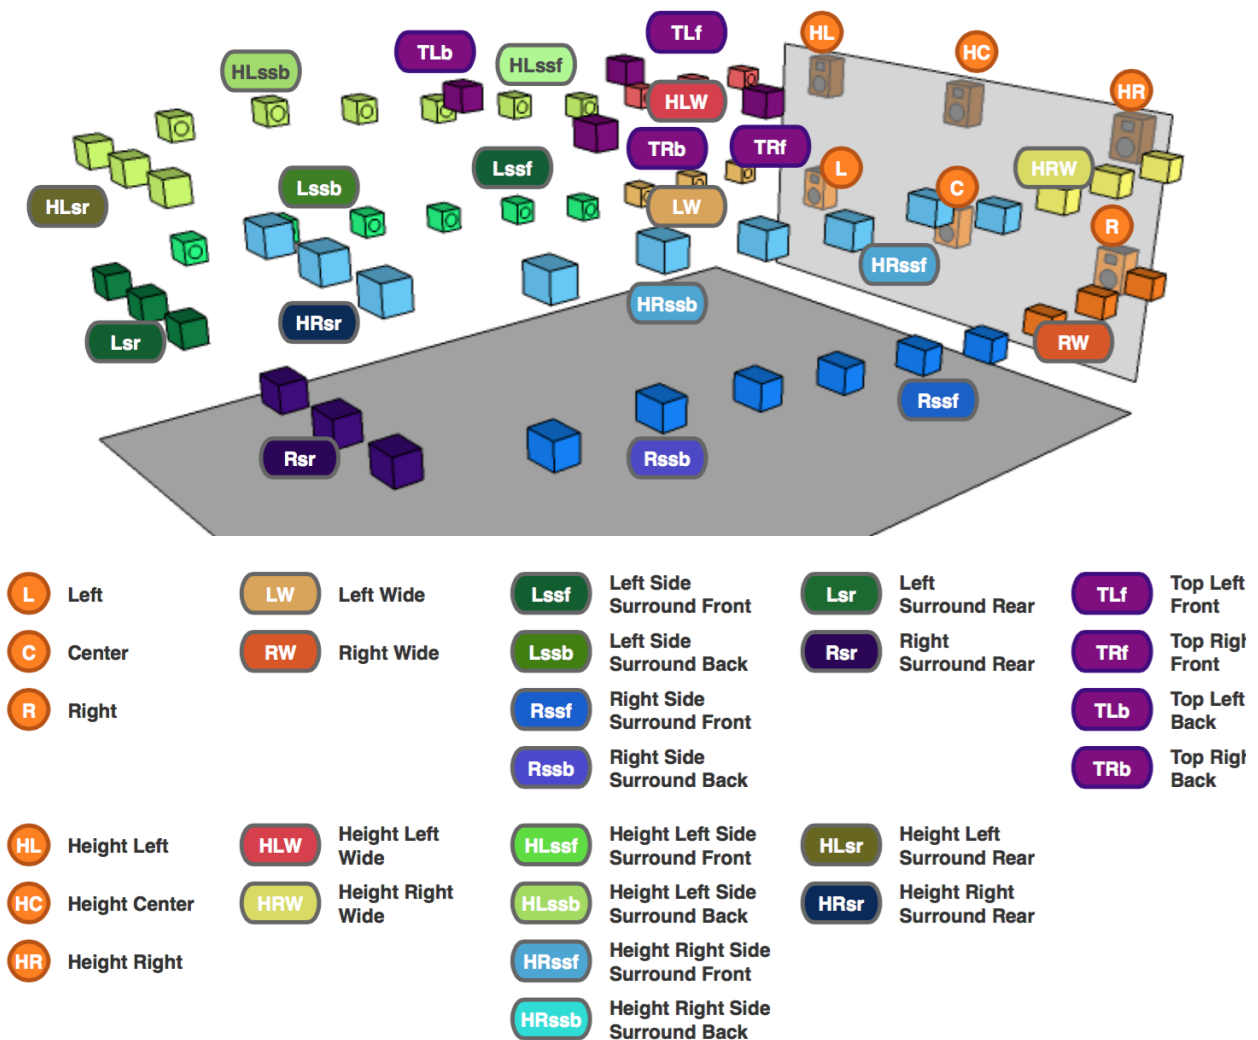 HL
TLf
HC
TLb
HLssf
HLssb
HR
HLW
TRf
TRb
L
Lssf
HRW
Lssb
C
HLsr
LW
R
HRssf
HRssb
HRsr
Lsr
RW
Rssf
Rsr
Rssb
L Left
LW Left Wide
Lssf Left Side
Surround Front
Lsr Left
Surround Rear
TLf Top Left
Front
C Center
RW Right Wide
Lssb Left Side
Surround Back
Rsr Right
Surround Rear
TRf Top Righ
Front
R Right
Rssf Right Side
Surround Front
TLb Top Left
Back
Rssb Right Side
Surround Back
TRb Top Righ
Back
HL Height Left
HLW Height Left
Wide
HLssf Height Left Side
Surround Front
HLsr Height Left
Surround Rear
HC Height Center
HRW Height Right
Wide
HLssb Height Left Side
Surround Back
HRsr Height Right
Surround Rear
HR Height Right
HRssf Height Right Side
Surround Front
HRssb Height Right Side
Surround Back